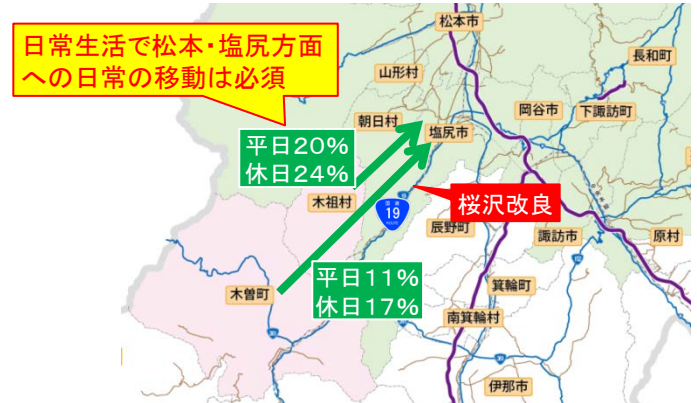 日常生活で松本・塩尻方面
への日常の移動は必須
松本市
長和町
山形村
岡谷市
下諏訪町
朝日村
塩尻市
平日20%
休日24%
木祖村
国道
19
ROUTE
桜沢改良
辰野町
諏訪市
原村
平日11%
休日17%
木曽町
箕輪町
南箕輪村
伊那市